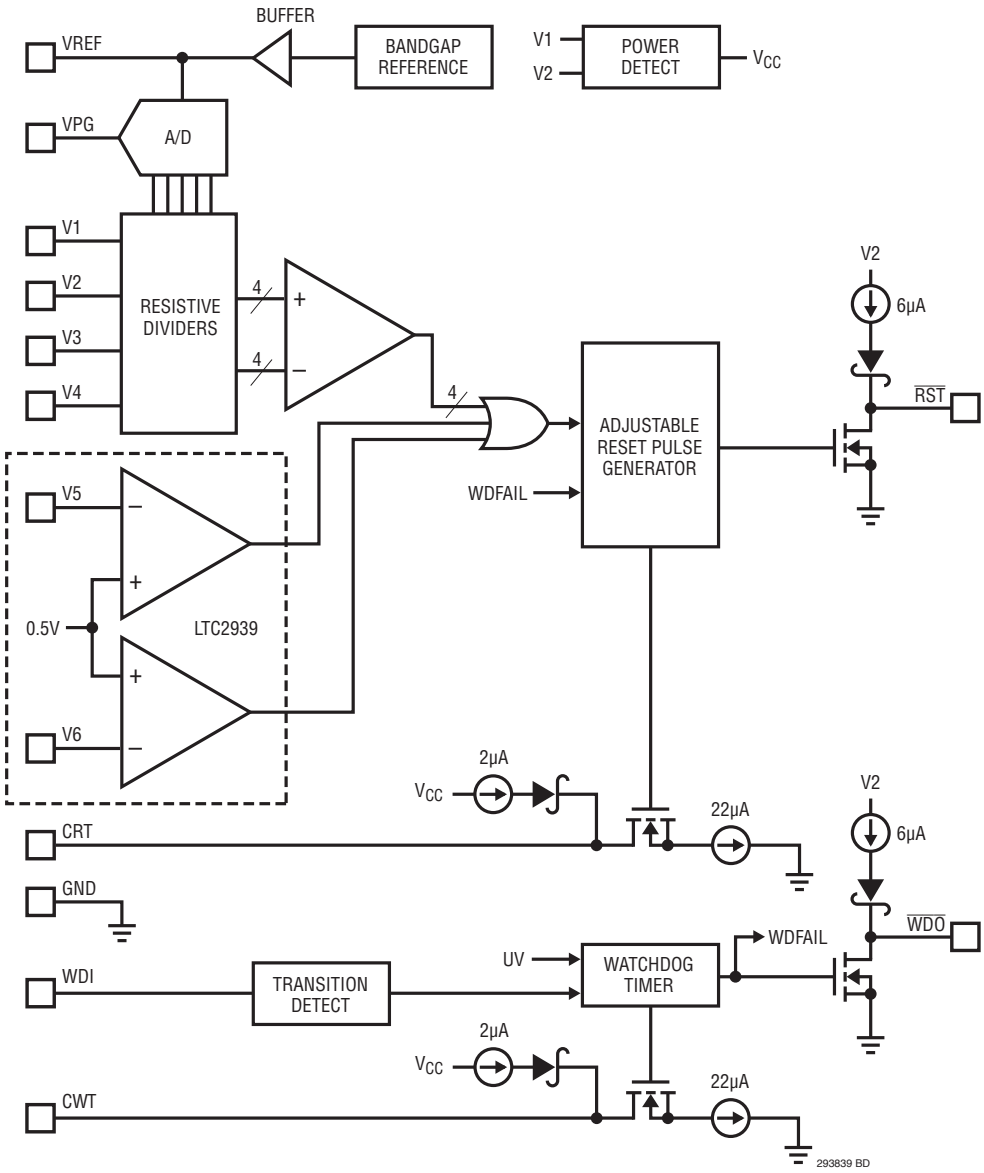 BUFFER
VREF
BANDGAP
REFERENCE
V1
V2
POWER
DETECT
VCC
VPG
A/D
V1
V2
V3
V4
RESISTIVE
DIVIDERS
4
+
4
–
4
ADJUSTABLE
RESET PULSE
GENERATOR
WDFAIL
V2
6µA
RST
V5
–
+
0.5V
LTC2939
+
V6
–
2µA
VCC
22µA
CRT
GND
V2
6µA
WDO
WDI
TRANSITION
DETECT
UV
WATCHDOG
TIMER
WDFAIL
2µA
VCC
22µA
CWT
293839 BD